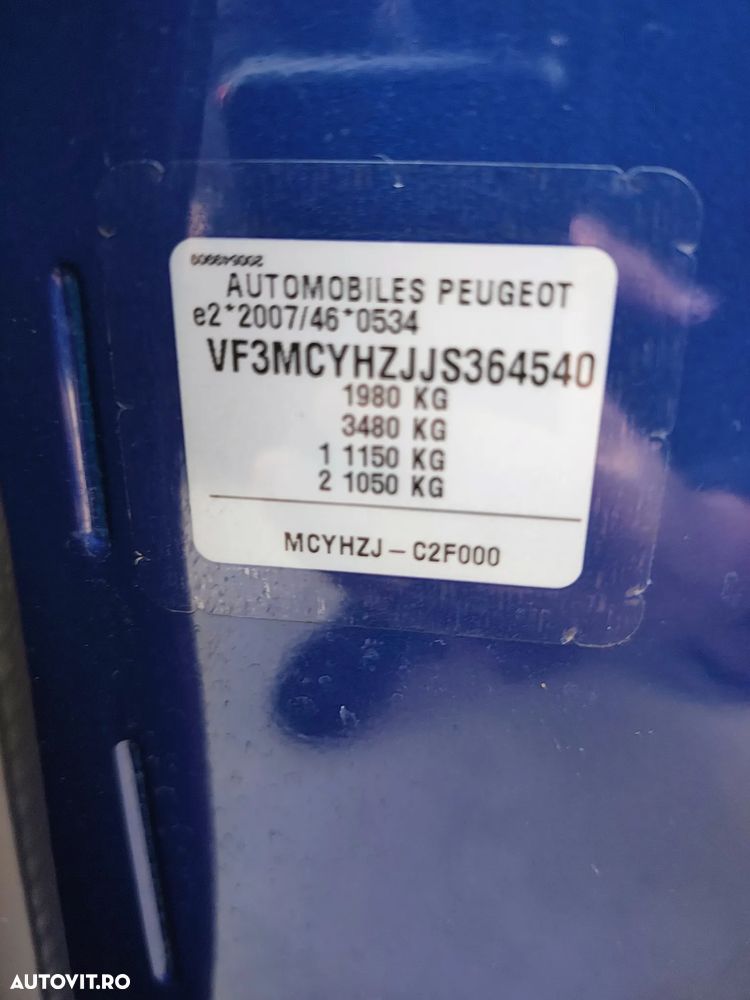 200549909
AUTOMOBILES PEUGEOT
e2*2007/46*0534
VF3MCYHZJJS364540
1980 KG
3480 KG
1 1150 KG
2 1050 KG
MCYHZJ – C2F000
AUTOVIT.RO